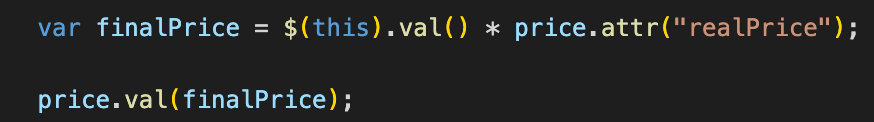 var finalPrice = $(this).val() * price.attr("realPrice");
price.val(finalPrice);